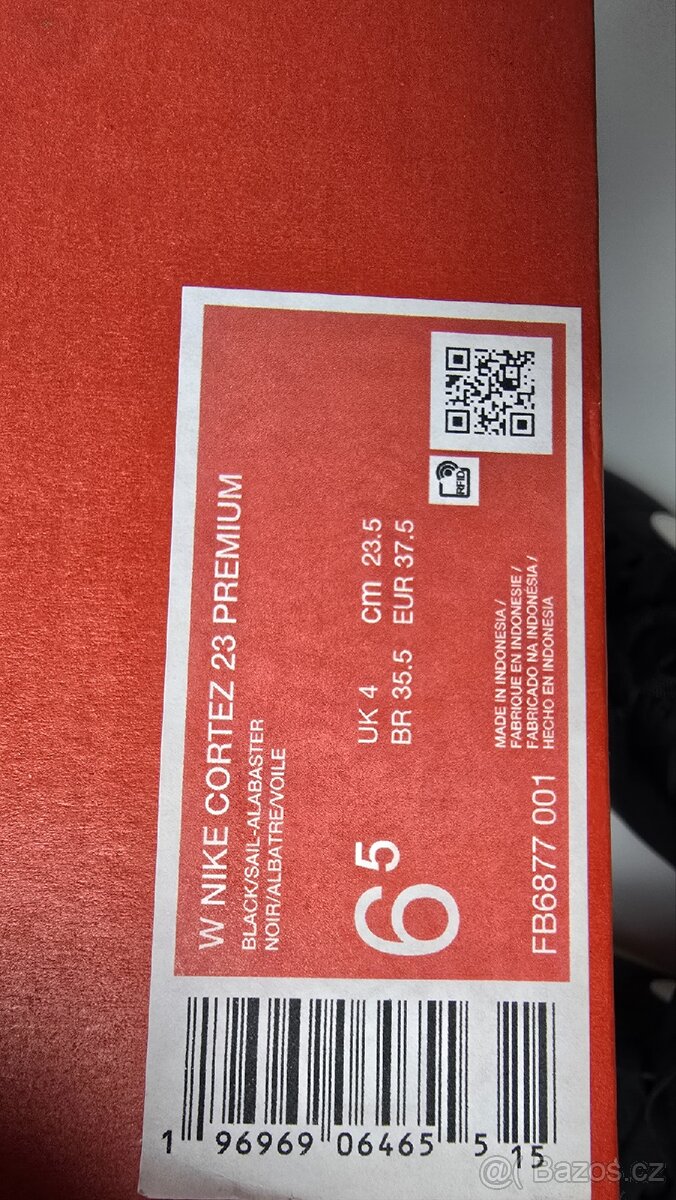 W NIKE CORTEZ 23 PREMIUM
BLACK/SAIL-ALABASTER
NOIR/ALBATRE/VOILE
6 5
UK 4 cm 23.5
BR 35.5 EUR 37.5
RFID
MADE IN INDONESIA /
FABRIQUE EN INDONESIE /
FABRICADO NA INDONÉSIA /
HECHO EN INDONESIA
FB6877 001
1 96969 06465 5 15
@ Bazoš.cz